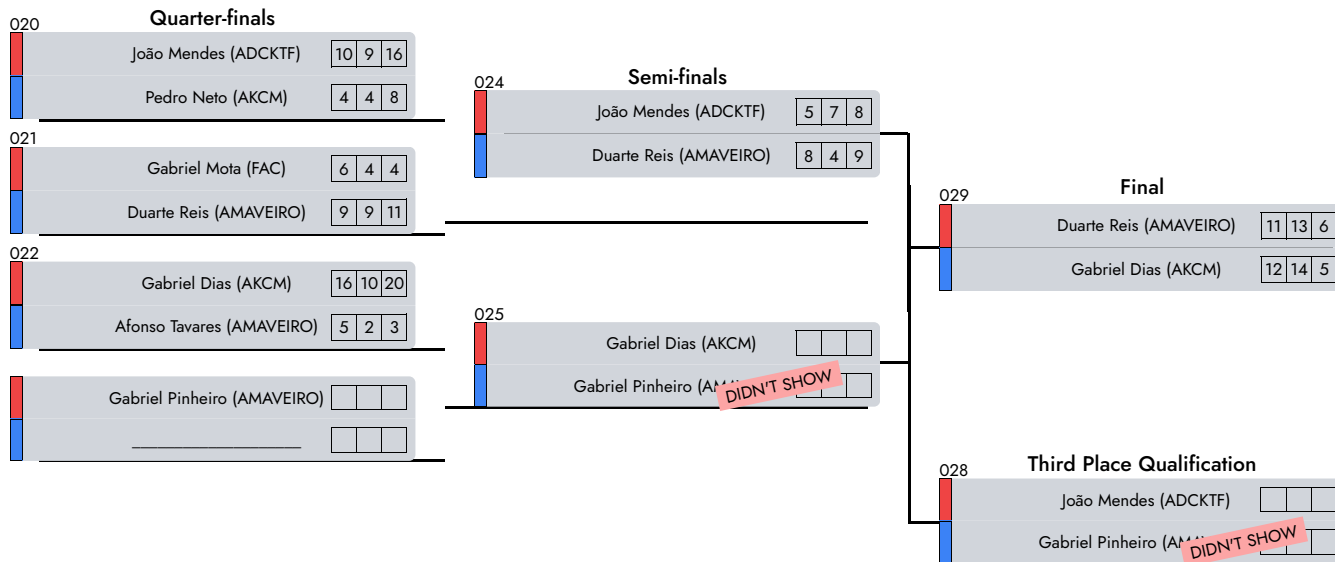 Quarter-finals
020
João Mendes (ADCKTF) 10 9 16
Pedro Neto (AKCM) 4 4 8
021
Gabriel Mota (FAC) 6 4 4
Duarte Reis (AMAVEIRO) 9 9 11
022
Gabriel Dias (AKCM) 16 10 20
Afonso Tavares (AMAVEIRO) 5 2 3
Gabriel Pinheiro (AMAVEIRO)
____________________
Semi-finals
024
João Mendes (ADCKTF) 5 7 8
Duarte Reis (AMAVEIRO) 8 4 9
025
Gabriel Dias (AKCM)
Gabriel Pinheiro (AM
DIDN'T SHOW
Final
029
Duarte Reis (AMAVEIRO) 11 13 6
Gabriel Dias (AKCM) 12 14 5
Third Place Qualification
028
João Mendes (ADCKTF)
Gabriel Pinheiro (AM
DIDN'T SHOW